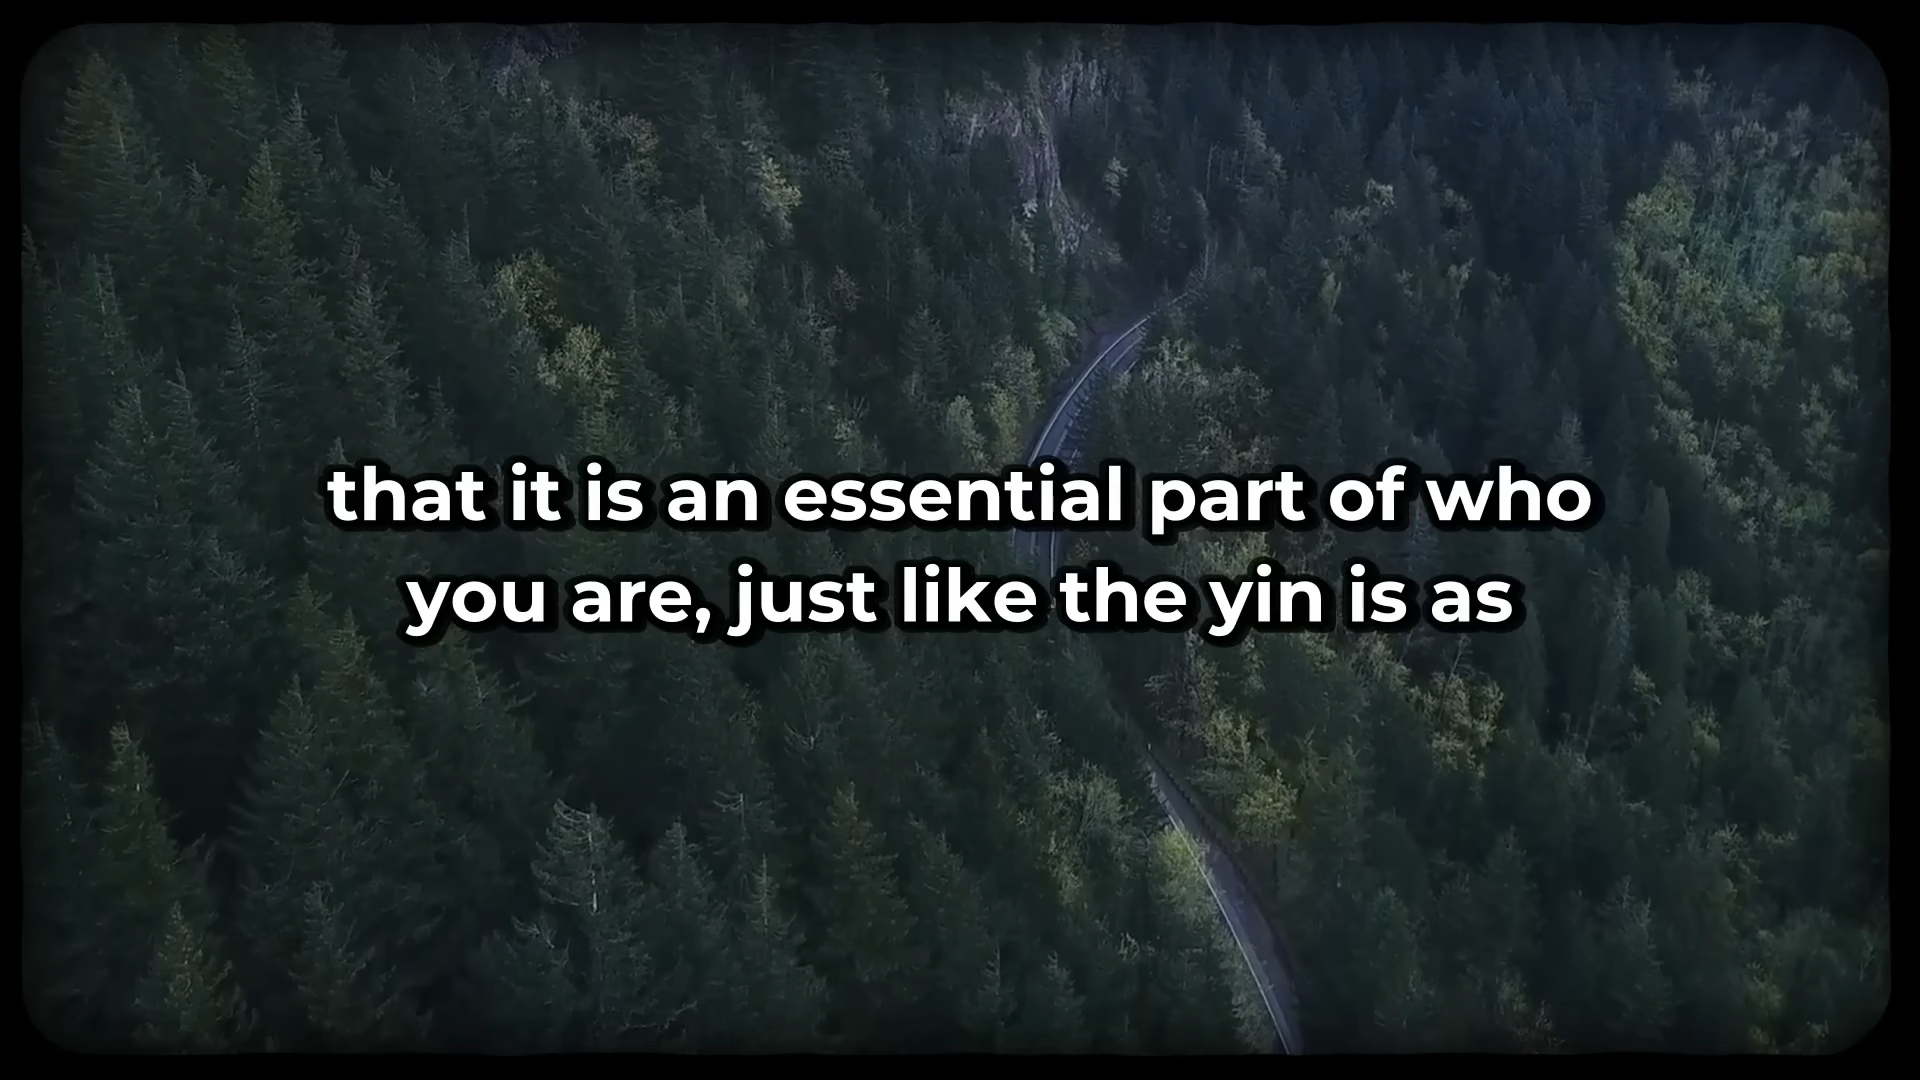 that it is an essential part of who
you are, just like the yin is as